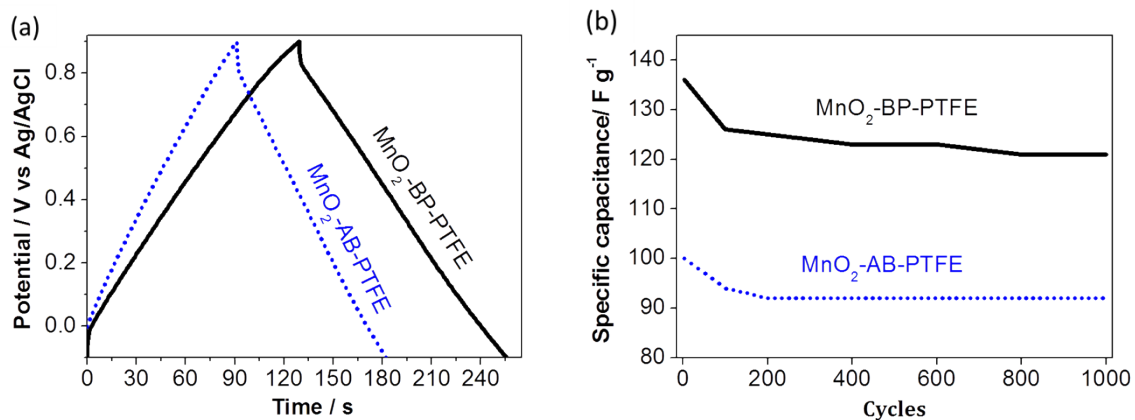 (a)
Potential / V vs Ag/AgCl
0.8
0.6
0.4
0.2
0.0
MnO2-AB-PTFE
MnO2-BP-PTFE
0 30 60 90 120 150 180 210 240
Time / s
(b)
Specific capacitance/ F g-1
140
130
120
110
100
90
80
MnO2-BP-PTFE
MnO2-AB-PTFE
0 200 400 600 800 1000
Cycles